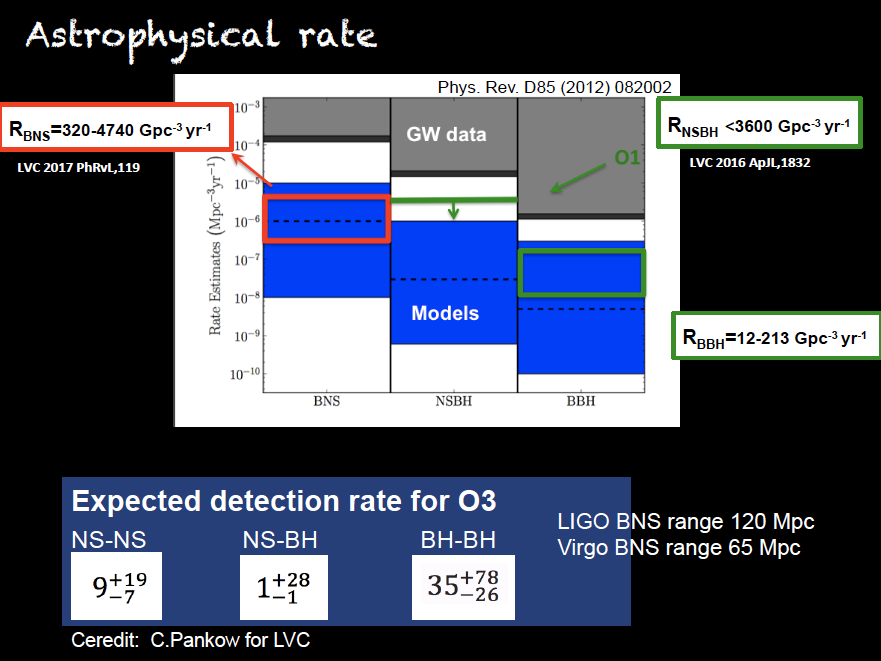 Astrophysical rate
Phys. Rev. D85 (2012) 082002
R_BNS=320-4740 Gpc⁻³ yr⁻¹
LVC 2017 PhRvL,119
R_NSBH <3600 Gpc⁻³ yr⁻¹
LVC 2016 ApJL,1832
GW data
O1
Rate Estimates (Mpc⁻³yr⁻¹)
10⁻³
10⁻⁴
10⁻⁵
10⁻⁶
10⁻⁷
10⁻⁸
10⁻⁹
10⁻¹⁰
Models
R_BBH=12-213 Gpc⁻³ yr⁻¹
BNS NSBH BBH
Expected detection rate for O3
NS-NS NS-BH BH-BH
9⁺¹⁹₋₇ 1⁺²⁸₋₁ 35⁺⁷⁸₋₂₆
LIGO BNS range 120 Mpc
Virgo BNS range 65 Mpc
Ceredit: C.Pankow for LVC